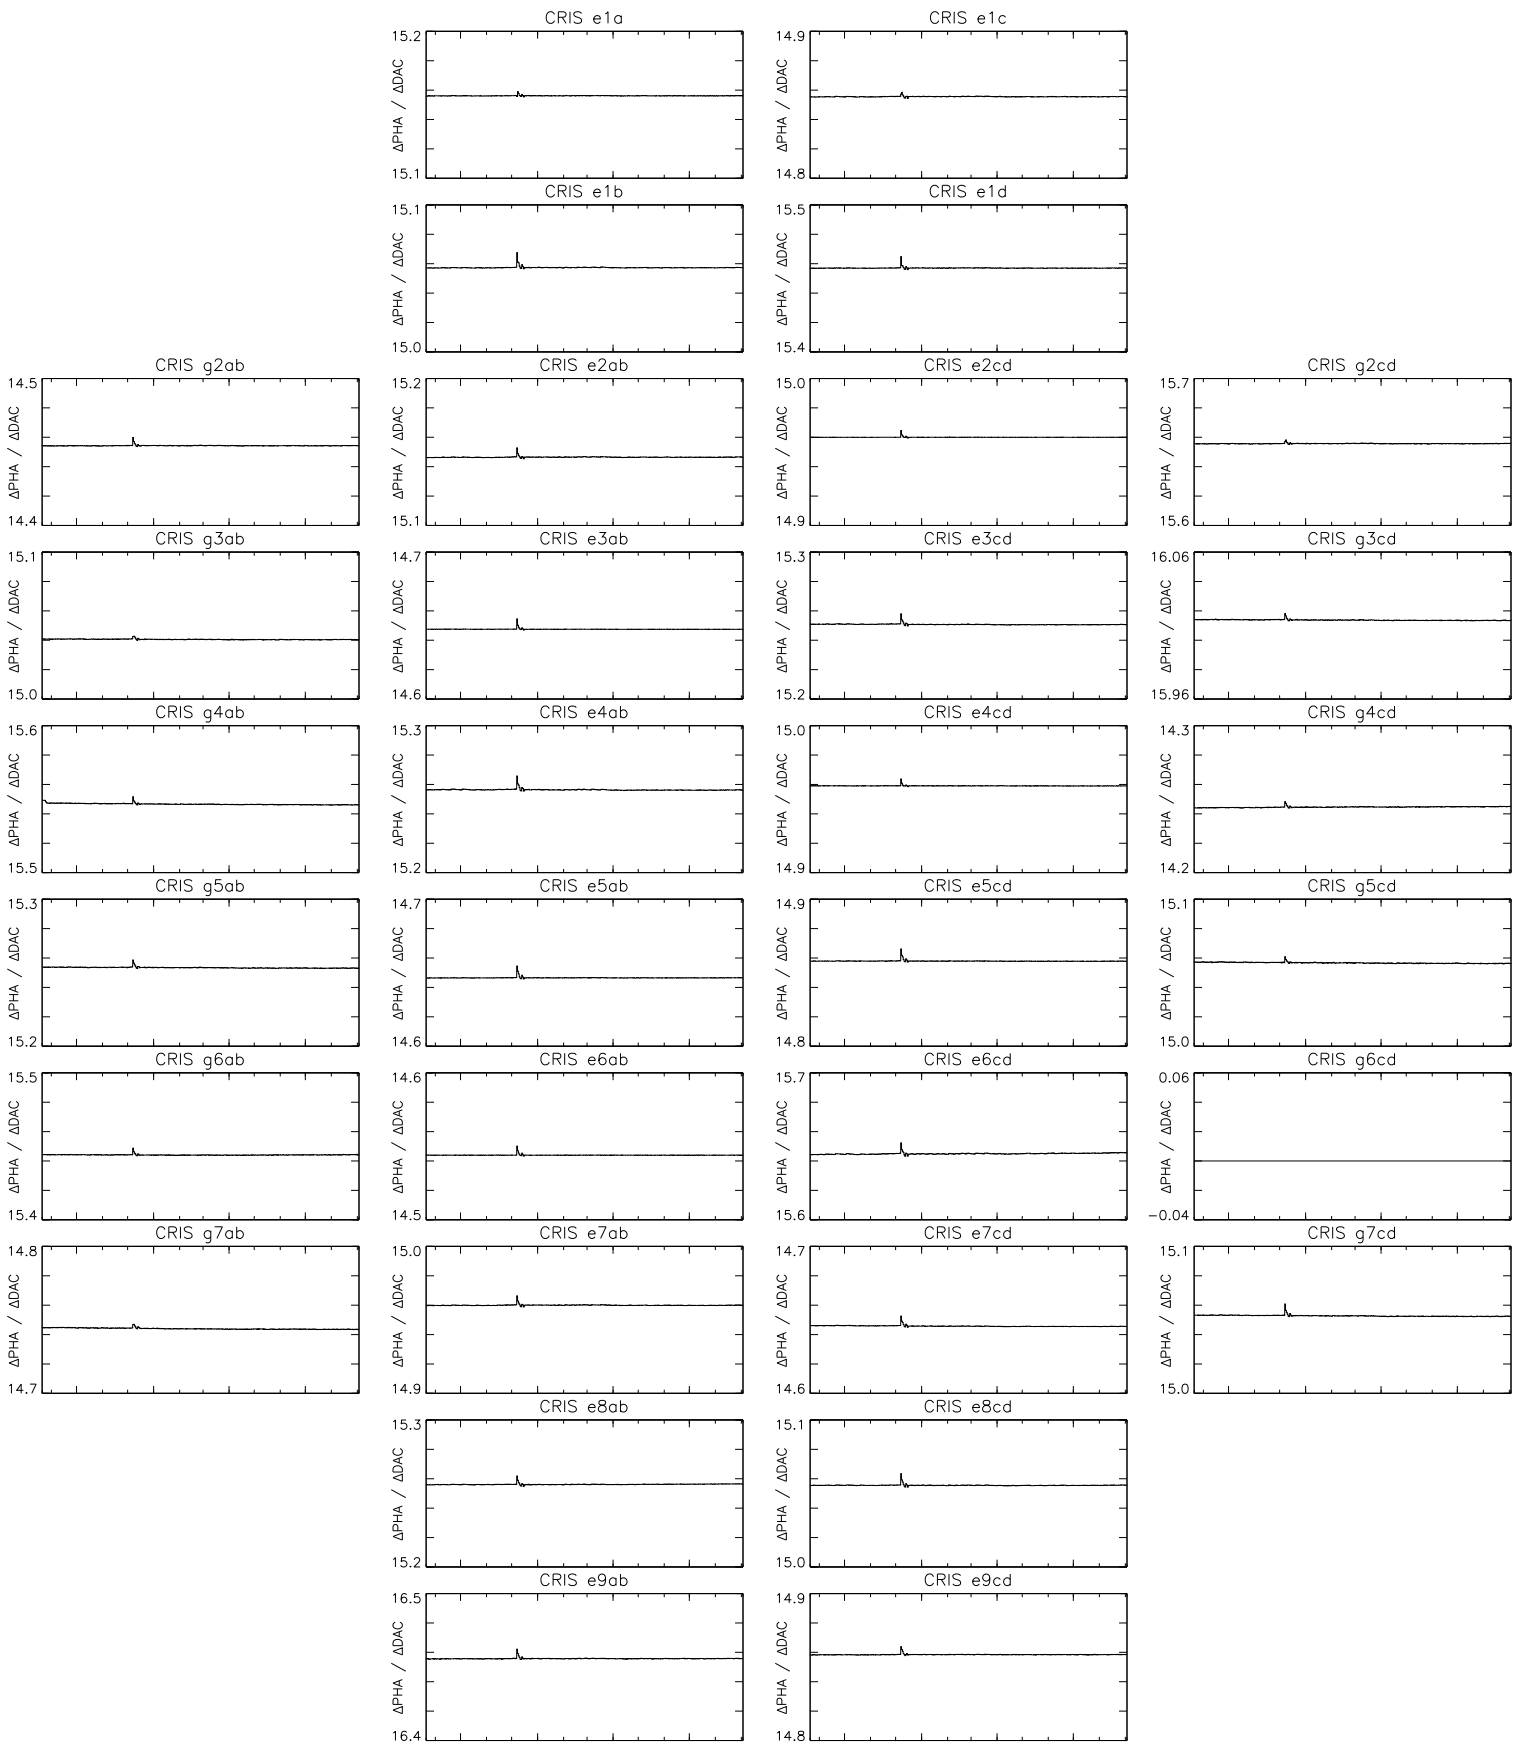 CRIS e1a
CRIS e1c
15.2
ΔPHA / ΔDAC
15.1
14.9
ΔPHA / ΔDAC
14.8
CRIS e1b
CRIS e1d
15.1
ΔPHA / ΔDAC
15.0
15.5
ΔPHA / ΔDAC
15.4
CRIS g2ab
CRIS e2ab
CRIS e2cd
CRIS g2cd
14.5
ΔPHA / ΔDAC
14.4
15.2
ΔPHA / ΔDAC
15.1
15.0
ΔPHA / ΔDAC
14.9
15.7
ΔPHA / ΔDAC
15.6
CRIS g3ab
CRIS e3ab
CRIS e3cd
CRIS g3cd
15.1
ΔPHA / ΔDAC
15.0
14.7
ΔPHA / ΔDAC
14.6
15.3
ΔPHA / ΔDAC
15.2
16.06
ΔPHA / ΔDAC
15.96
CRIS g4ab
CRIS e4ab
CRIS e4cd
CRIS g4cd
15.6
ΔPHA / ΔDAC
15.5
15.3
ΔPHA / ΔDAC
15.2
15.0
ΔPHA / ΔDAC
14.9
14.3
ΔPHA / ΔDAC
14.2
CRIS g5ab
CRIS e5ab
CRIS e5cd
CRIS g5cd
15.3
ΔPHA / ΔDAC
15.2
14.7
ΔPHA / ΔDAC
14.6
14.9
ΔPHA / ΔDAC
14.8
15.1
ΔPHA / ΔDAC
15.0
CRIS g6ab
CRIS e6ab
CRIS e6cd
CRIS g6cd
15.5
ΔPHA / ΔDAC
15.4
14.6
ΔPHA / ΔDAC
14.5
15.7
ΔPHA / ΔDAC
15.6
0.06
ΔPHA / ΔDAC
−0.04
CRIS g7ab
CRIS e7ab
CRIS e7cd
CRIS g7cd
14.8
ΔPHA / ΔDAC
14.7
15.0
ΔPHA / ΔDAC
14.9
14.7
ΔPHA / ΔDAC
14.6
15.1
ΔPHA / ΔDAC
15.0
CRIS e8ab
CRIS e8cd
15.3
ΔPHA / ΔDAC
15.2
15.1
ΔPHA / ΔDAC
15.0
CRIS e9ab
CRIS e9cd
16.5
ΔPHA / ΔDAC
16.4
14.9
ΔPHA / ΔDAC
14.8